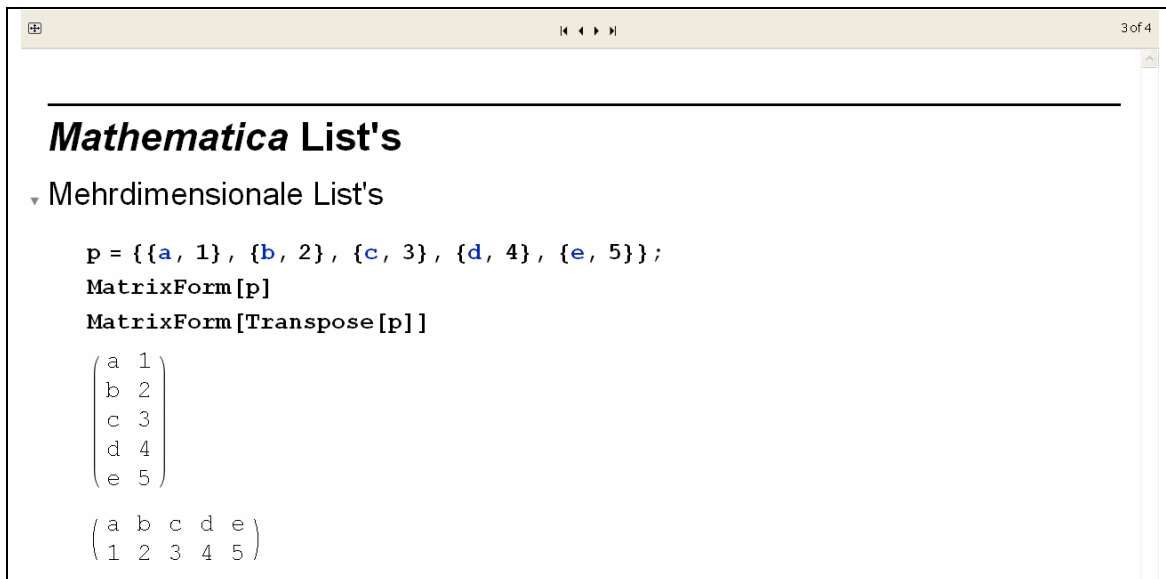 3 of 4
Mathematica List's
Mehrdimensionale List's
p = {{a, 1}, {b, 2}, {c, 3}, {d, 4}, {e, 5}};
MatrixForm[p]
MatrixForm[Transpose[p]]
a 1
b 2
c 3
d 4
e 5
a b c d e
1 2 3 4 5